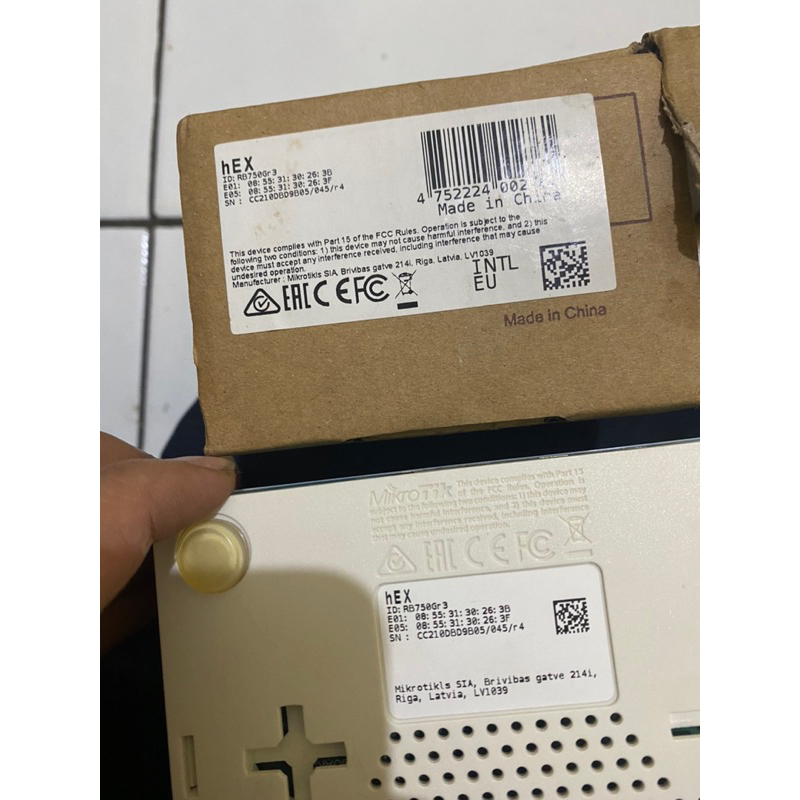 hEX
ID: RB750Gr3
E01: 08:55:31:30:26:3B
E05: 08:55:31:30:26:3F
SN : CC210DBD9B05/045/r4
4 752224 002
Made in China
This device complies with Part 15 of the FCC Rules. Operation is subject to the
following two conditions: 1) this device may not cause harmful interference, and 2) this
device must accept any interference received, including interference that may cause
undesired operation.
Manufacturer: Mikrotikls SIA, Brivibas gatve 214i, Riga, Latvia, LV1039
EAC CE FC
INTL
EU
Made in China
MikroTik
This device complies with Part 15
of the FCC Rules. Operation is
subject to the following two conditions: 1) this device may
not cause harmful interference, and 2) this device must
accept any interference received, including interference
that may cause undesired operation.
EAC CE FC
hEX
ID: RB750Gr3
E01: 08:55:31:30:26:3B
E05: 08:55:31:30:26:3F
SN : CC210DBD9B05/045/r4
Mikrotikls SIA, Brivibas gatve 214i,
Riga, Latvia, LV1039